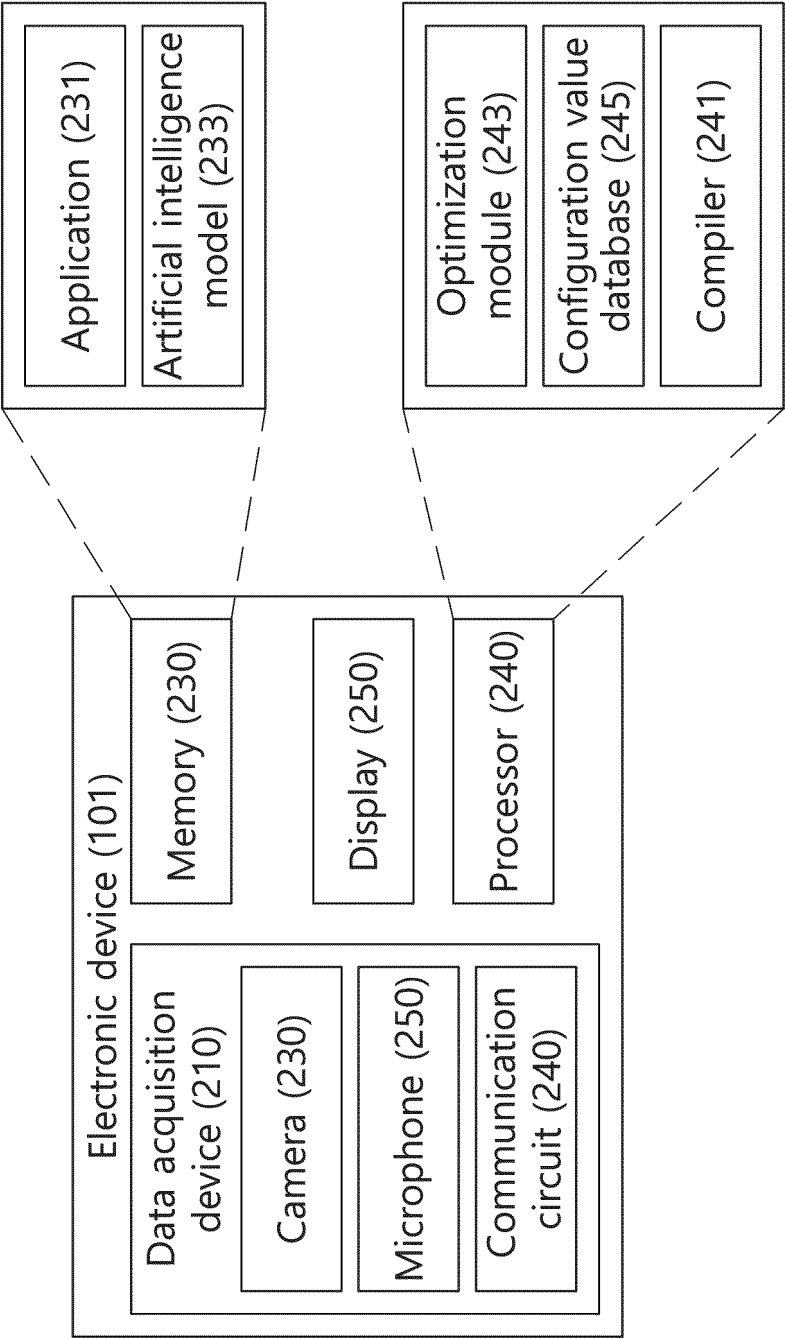 Electronic device (101)
Data acquisition
device (210)
Camera (230)
Microphone (250)
Communication
circuit (240)
Memory (230)
Display (250)
Processor (240)
Application (231)
Artificial intelligence
model (233)
Optimization
module (243)
Configuration value
database (245)
Compiler (241)